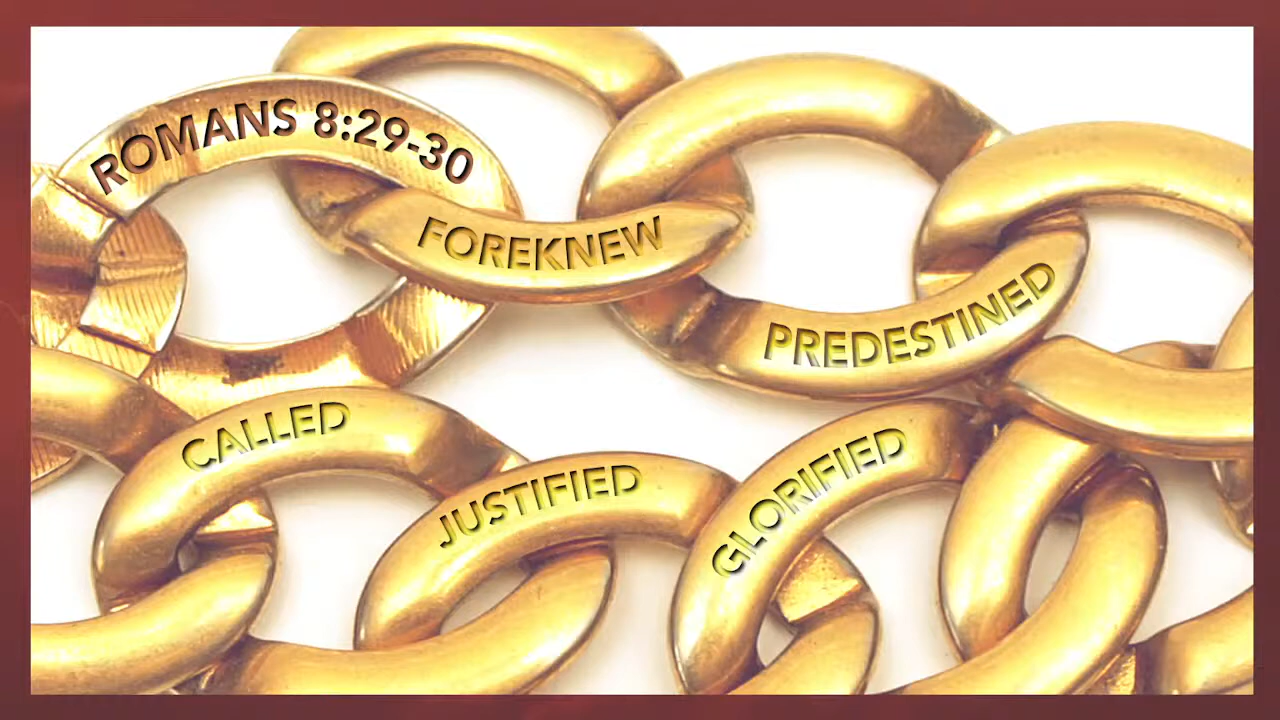 ROMANS 8:29-30
FOREKNEW
PREDESTINED
CALLED
JUSTIFIED
GLORIFIED